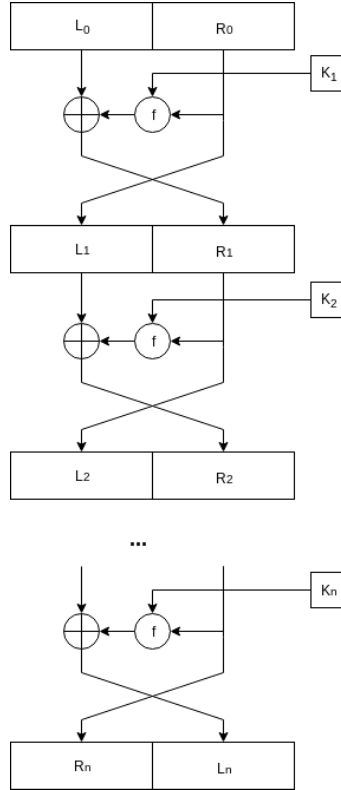 L₀ R₀
K₁
f
L₁ R₁
K₂
f
L₂ R₂
...
Kₙ
f
Rₙ Lₙ